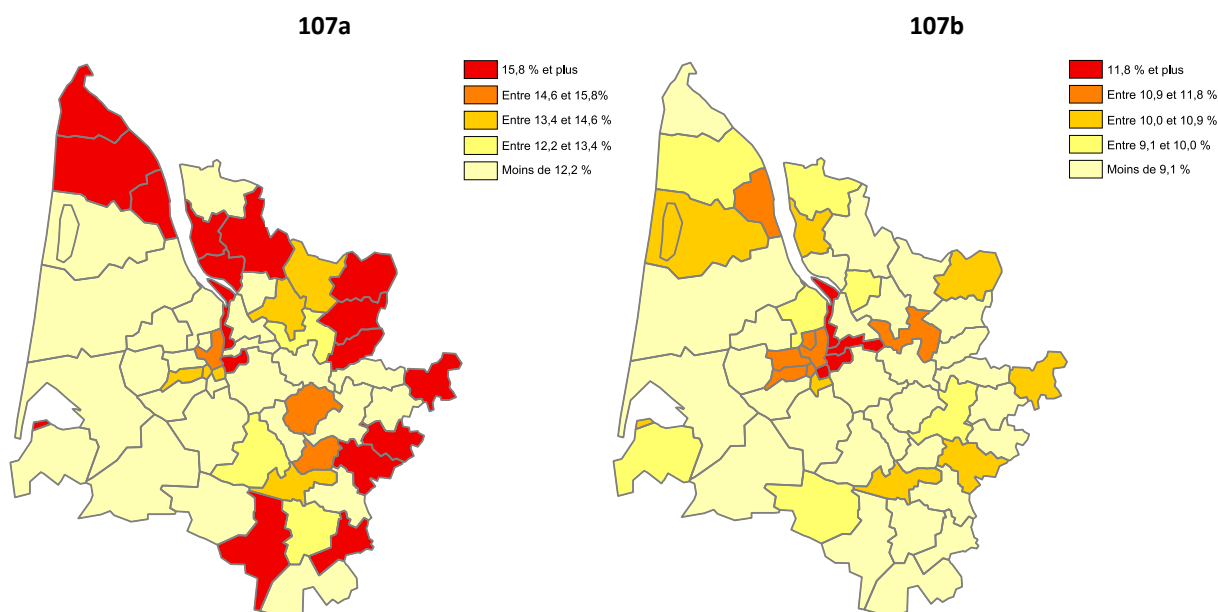 107a
15,8 % et plus
Entre 14,6 et 15,8%
Entre 13,4 et 14,6 %
Entre 12,2 et 13,4 %
Moins de 12,2 %
107b
11,8 % et plus
Entre 10,9 et 11,8 %
Entre 10,0 et 10,9 %
Entre 9,1 et 10,0 %
Moins de 9,1 %